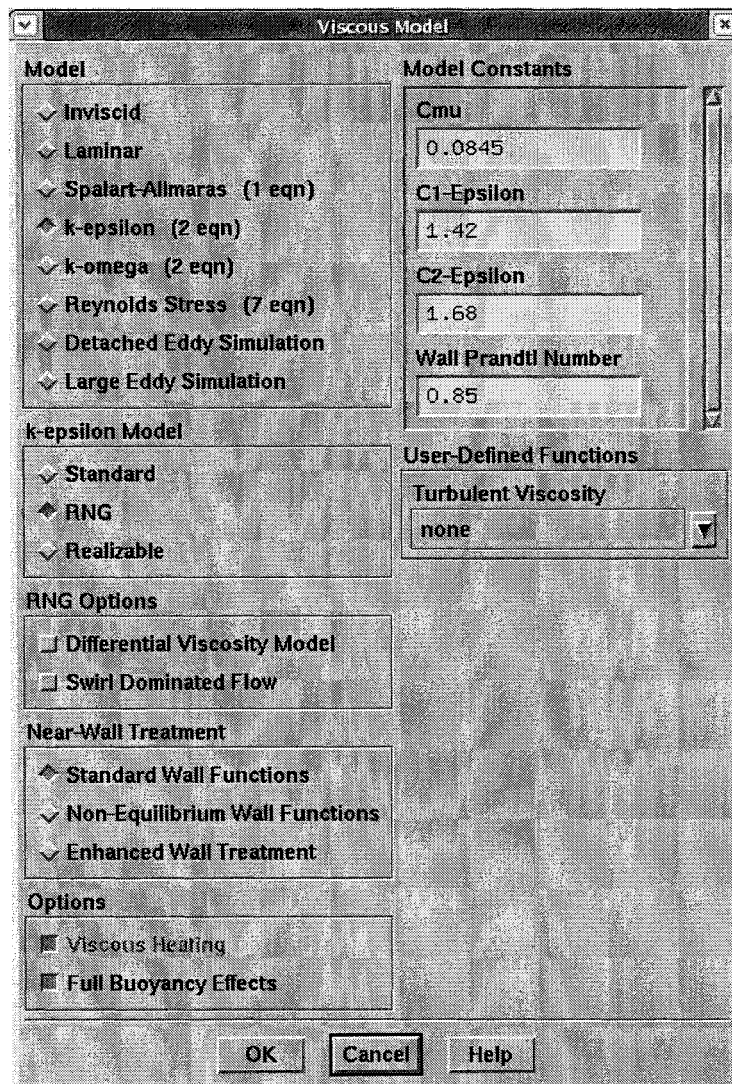 Viscous Model
Model
Inviscid
Laminar
Spalart-Allmaras (1 eqn)
k-epsilon (2 eqn)
k-omega (2 eqn)
Reynolds Stress (7 eqn)
Detached Eddy Simulation
Large Eddy Simulation
k-epsilon Model
Standard
RNG
Realizable
RNG Options
Differential Viscosity Model
Swirl Dominated Flow
Near-Wall Treatment
Standard Wall Functions
Non-Equilibrium Wall Functions
Enhanced Wall Treatment
Options
Viscous Heating
Full Buoyancy Effects
Model Constants
Cmu
0.0845
C1-Epsilon
1.42
C2-Epsilon
1.68
Wall Prandtl Number
0.85
User-Defined Functions
Turbulent Viscosity
none
OK
Cancel
Help